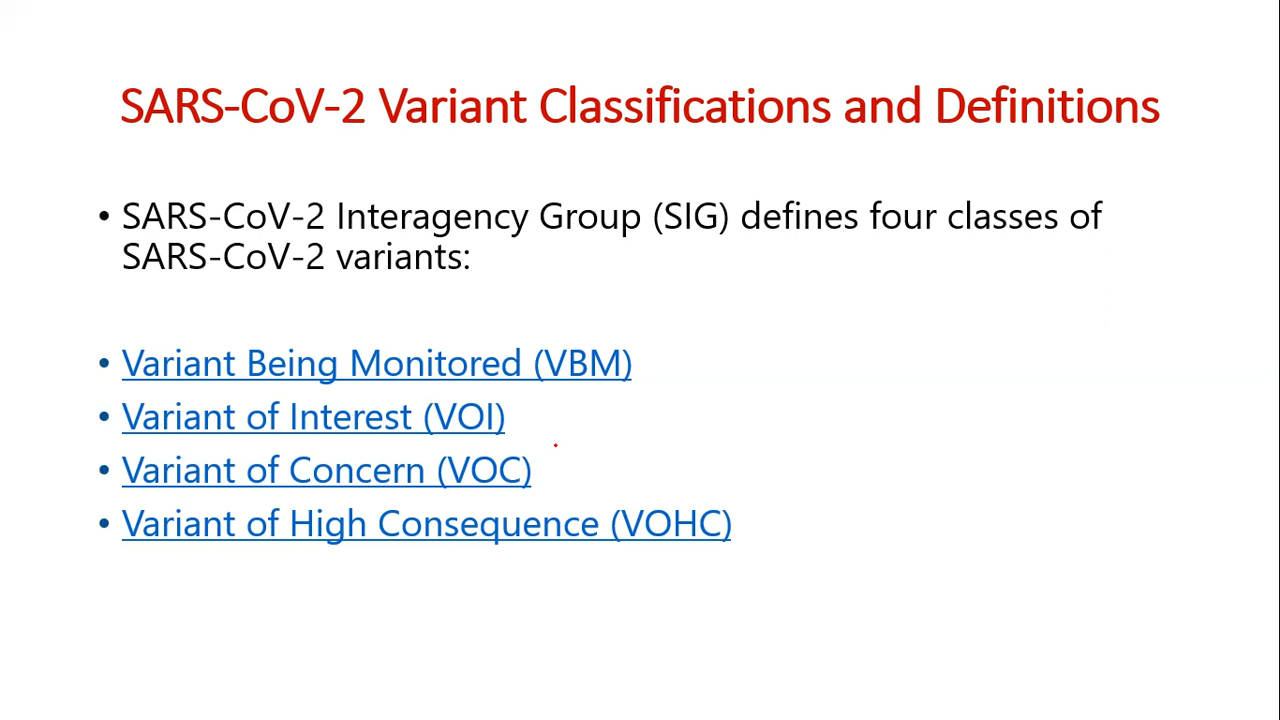 SARS-CoV-2 Variant Classifications and Definitions
• SARS-CoV-2 Interagency Group (SIG) defines four classes of
SARS-CoV-2 variants:
• Variant Being Monitored (VBM)
• Variant of Interest (VOI)
• Variant of Concern (VOC)
• Variant of High Consequence (VOHC)